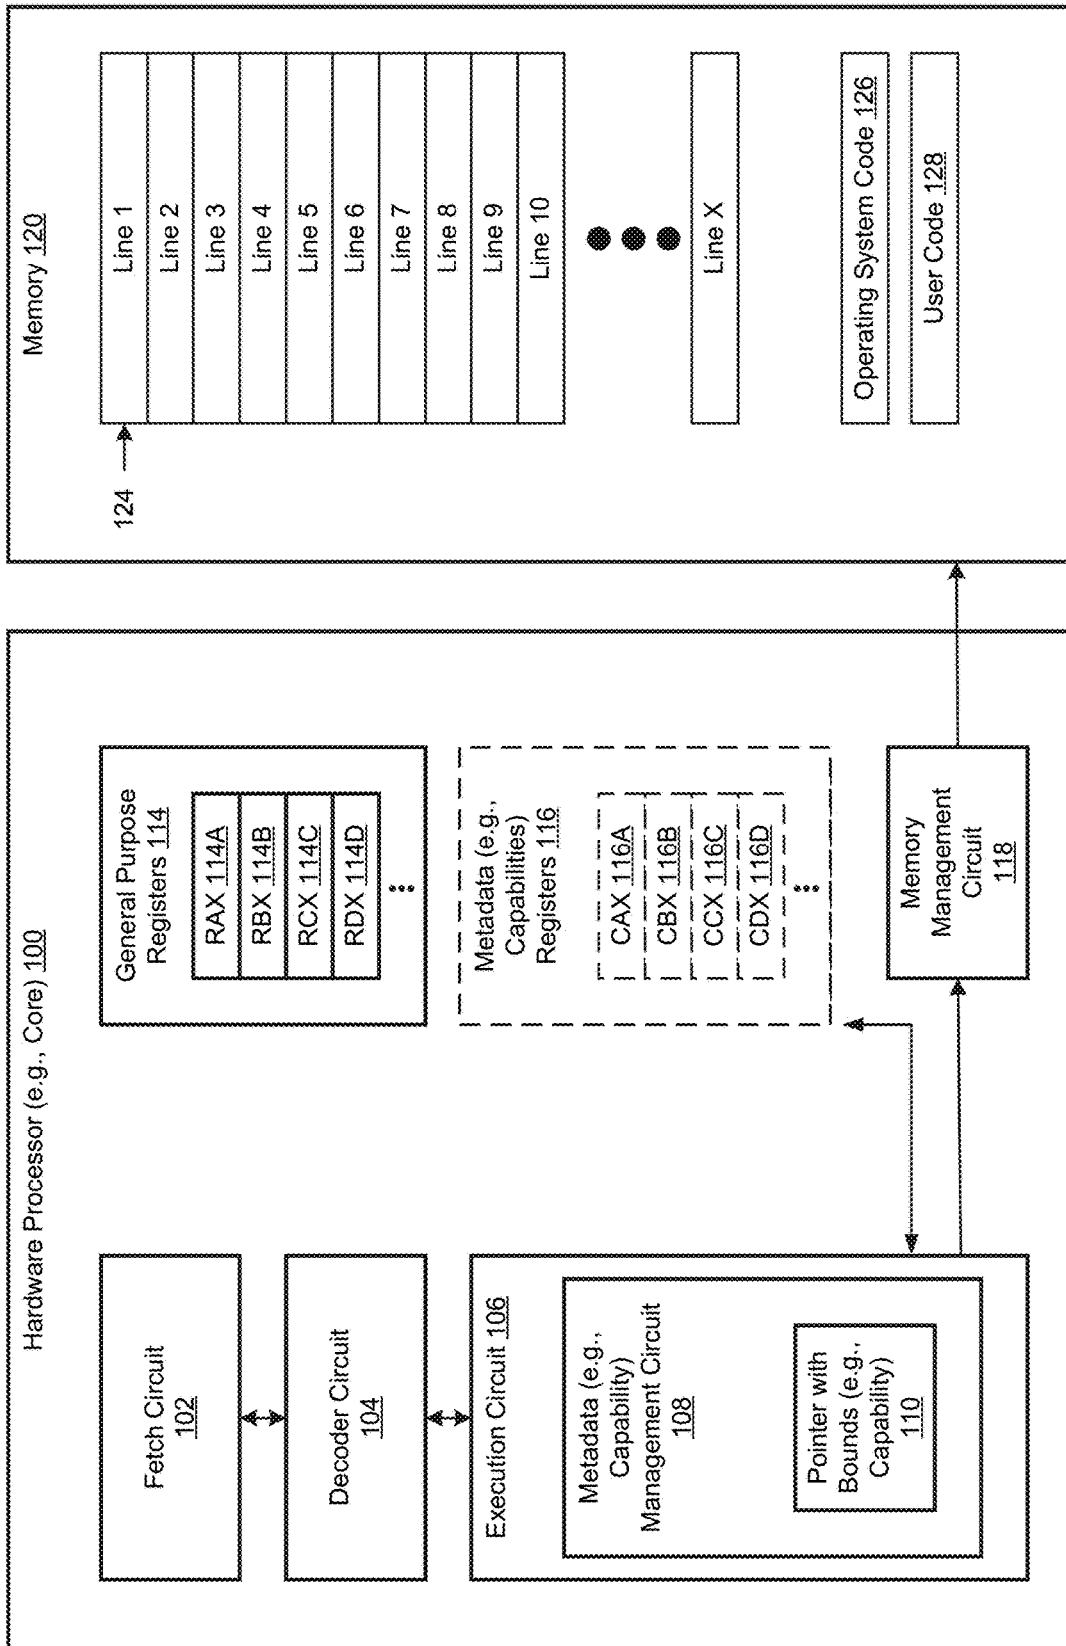 Hardware Processor (e.g., Core) 100
Fetch Circuit
102
Decoder Circuit
104
Execution Circuit 106
Metadata (e.g.,
Capability)
Management Circuit
108
Pointer with
Bounds (e.g.,
Capability)
110
General Purpose
Registers 114
RAX 114A
RBX 114B
RCX 114C
RDX 114D
Metadata (e.g.,
Capabilities)
Registers 116
CAX 116A
CBX 116B
CCX 116C
CDX 116D
Memory
Management
Circuit
118
Memory 120
124
Line 1
Line 2
Line 3
Line 4
Line 5
Line 6
Line 7
Line 8
Line 9
Line 10
Line X
Operating System Code 126
User Code 128